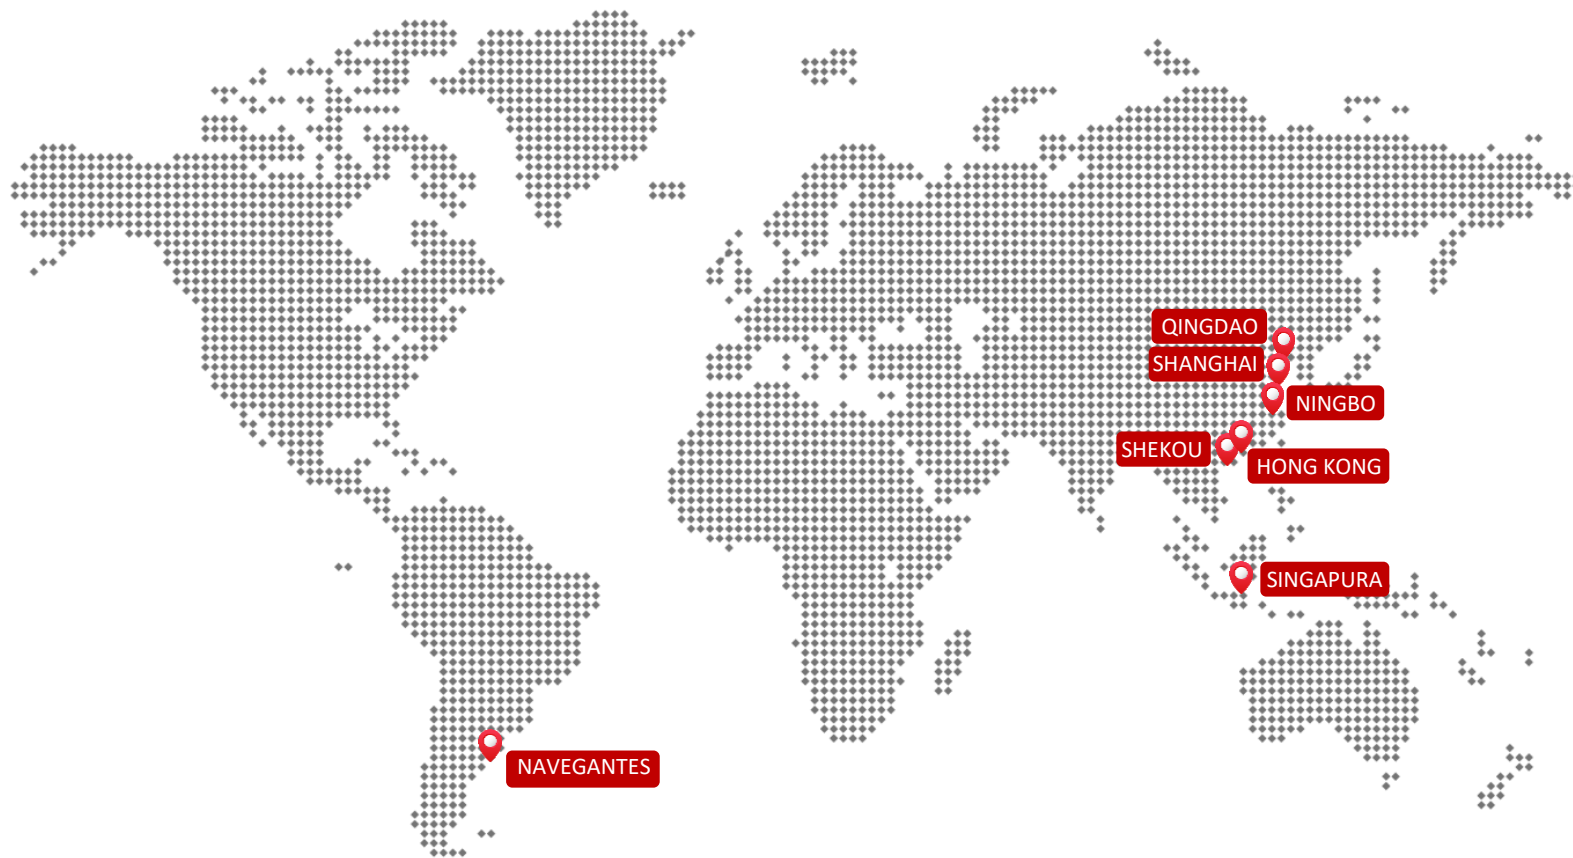 QINGDAO
SHANGHAI
NINGBO
SHEKOU
HONG KONG
SINGAPURA
NAVEGANTES